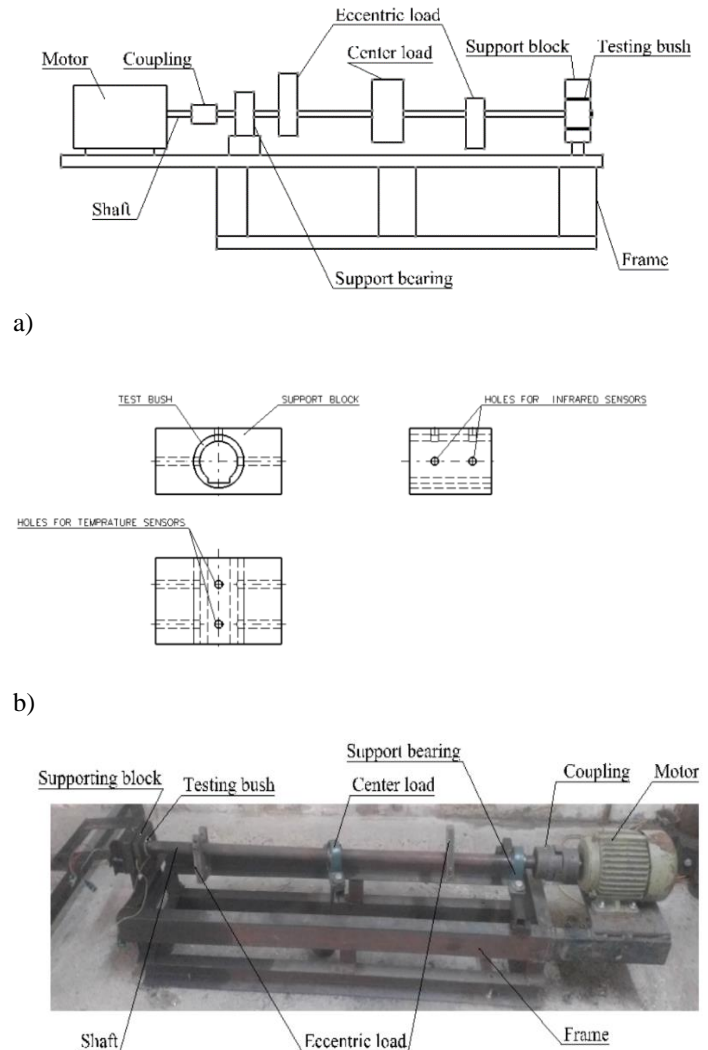 Eccentric load
Center load
Support block
Testing bush
Motor
Coupling
Shaft
Support bearing
Frame
a)
TEST BUSH
SUPPORT BLOCK
HOLES FOR INFRARED SENSORS
HOLES FOR TEMPRATURE SENSORS
b)
Support bearing
Supporting block
Testing bush
Center load
Coupling
Motor
Shaft
Eccentric load
Frame